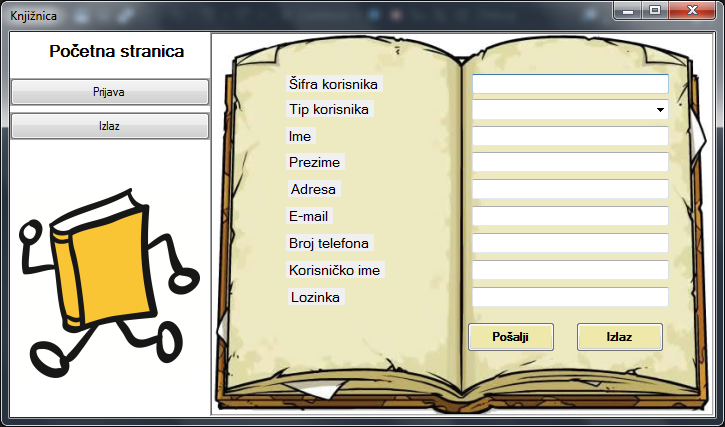 Knjižnica
Početna stranica
Prijava
Izlaz
Šifra korisnika
Tip korisnika
Ime
Prezime
Adresa
E-mail
Broj telefona
Korisničko ime
Lozinka
Pošalji
Izlaz